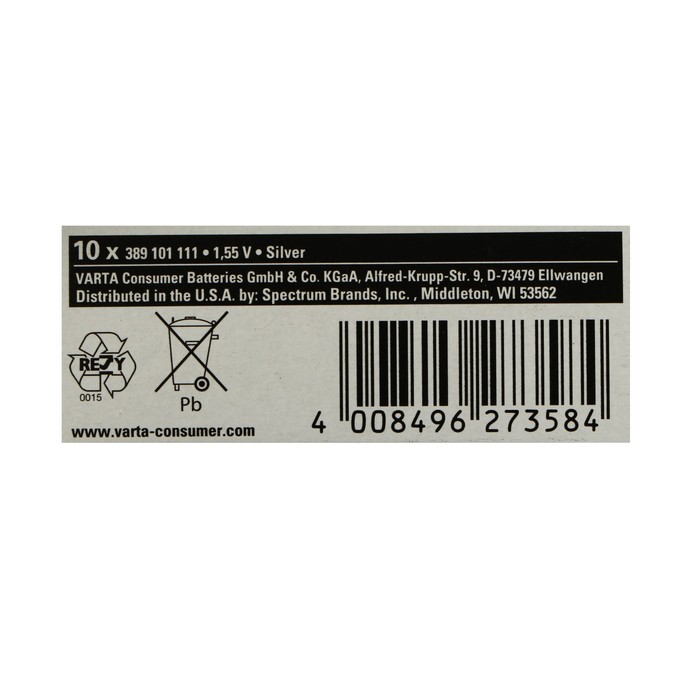 10 x 389 101 111 • 1,55 V • Silver
VARTA Consumer Batteries GmbH & Co. KGaA, Alfred-Krupp-Str. 9, D-73479 Ellwangen
Distributed in the U.S.A. by: Spectrum Brands, Inc. , Middleton, WI 53562
RETY
0015
Pb
www.varta-consumer.com
4 008496 273584